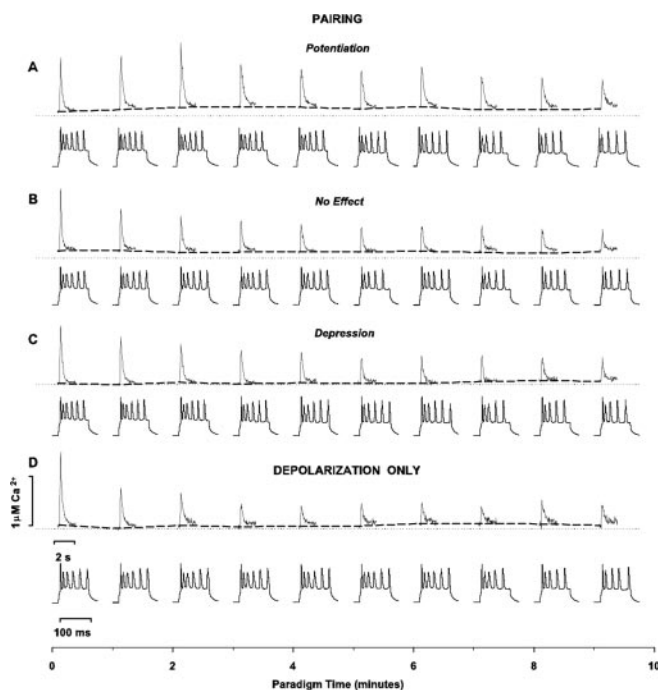 PAIRING
Potentiation
A
No Effect
B
Depression
C
D
DEPOLARIZATION ONLY
1 μM Ca²⁺
2 s
100 ms
0 2 4 6 8 10
Paradigm Time (minutes)